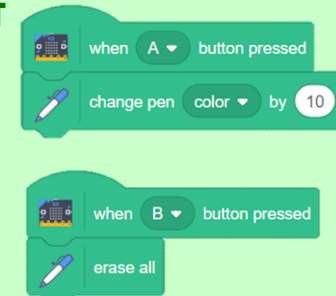 when A button pressed
change pen color by 10
when B button pressed
erase all